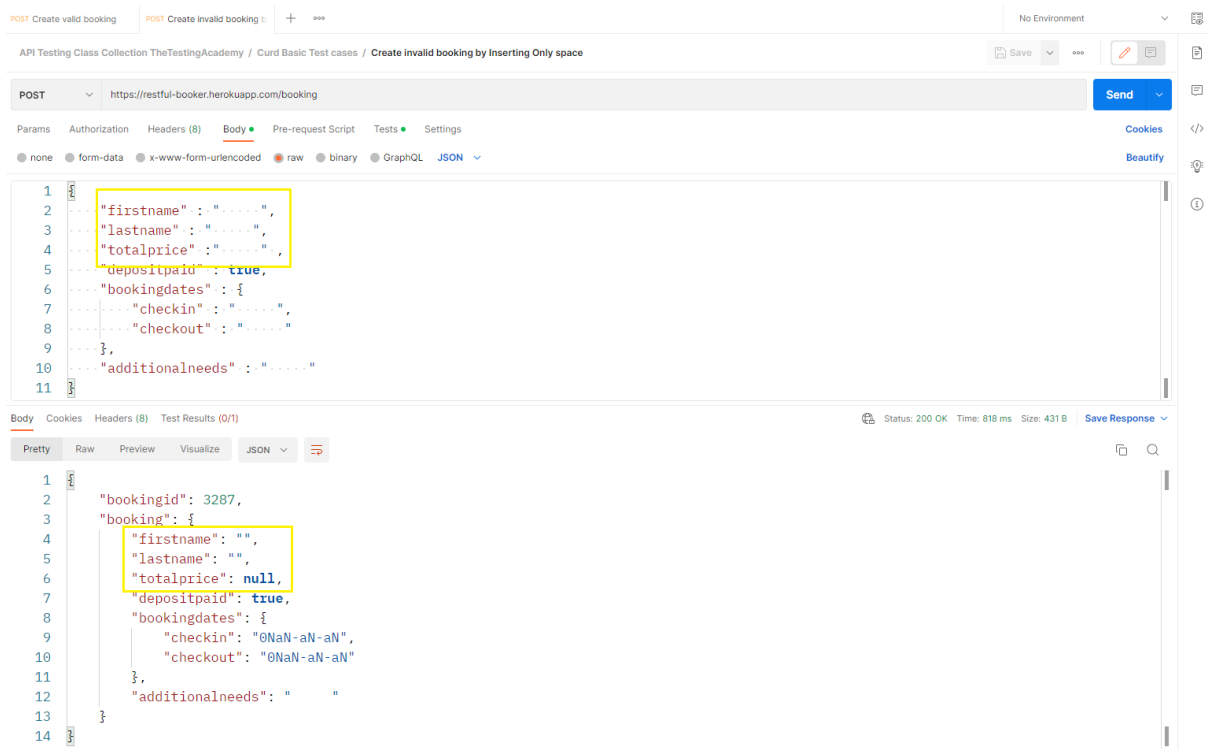 POST Create valid booking POST Create invalid booking b No Environment
API Testing Class Collection TheTestingAcademy / Curd Basic Test cases / Create invalid booking by Inserting Only space Save
POST https://restful-booker.herokuapp.com/booking Send
Params Authorization Headers (8) Body Pre-request Script Tests Settings Cookies
none form-data x-www-form-urlencoded raw binary GraphQL JSON Beautify
1 {
2 "firstname" : "     ",
3 "lastname" : "     ",
4 "totalprice" :"     " ,
5 "depositpaid" : true,
6 "bookingdates" : {
7 "checkin" : "     ",
8 "checkout" : "     "
9 },
10 "additionalneeds" : "     "
11 }
Body Cookies Headers (8) Test Results (0/1) Status: 200 OK Time: 818 ms Size: 431 B Save Response
Pretty Raw Preview Visualize JSON
1 {
2 "bookingid": 3287,
3 "booking": {
4 "firstname": "",
5 "lastname": "",
6 "totalprice": null,
7 "depositpaid": true,
8 "bookingdates": {
9 "checkin": "0NaN-aN-aN",
10 "checkout": "0NaN-aN-aN"
11 },
12 "additionalneeds": "     "
13 }
14 }